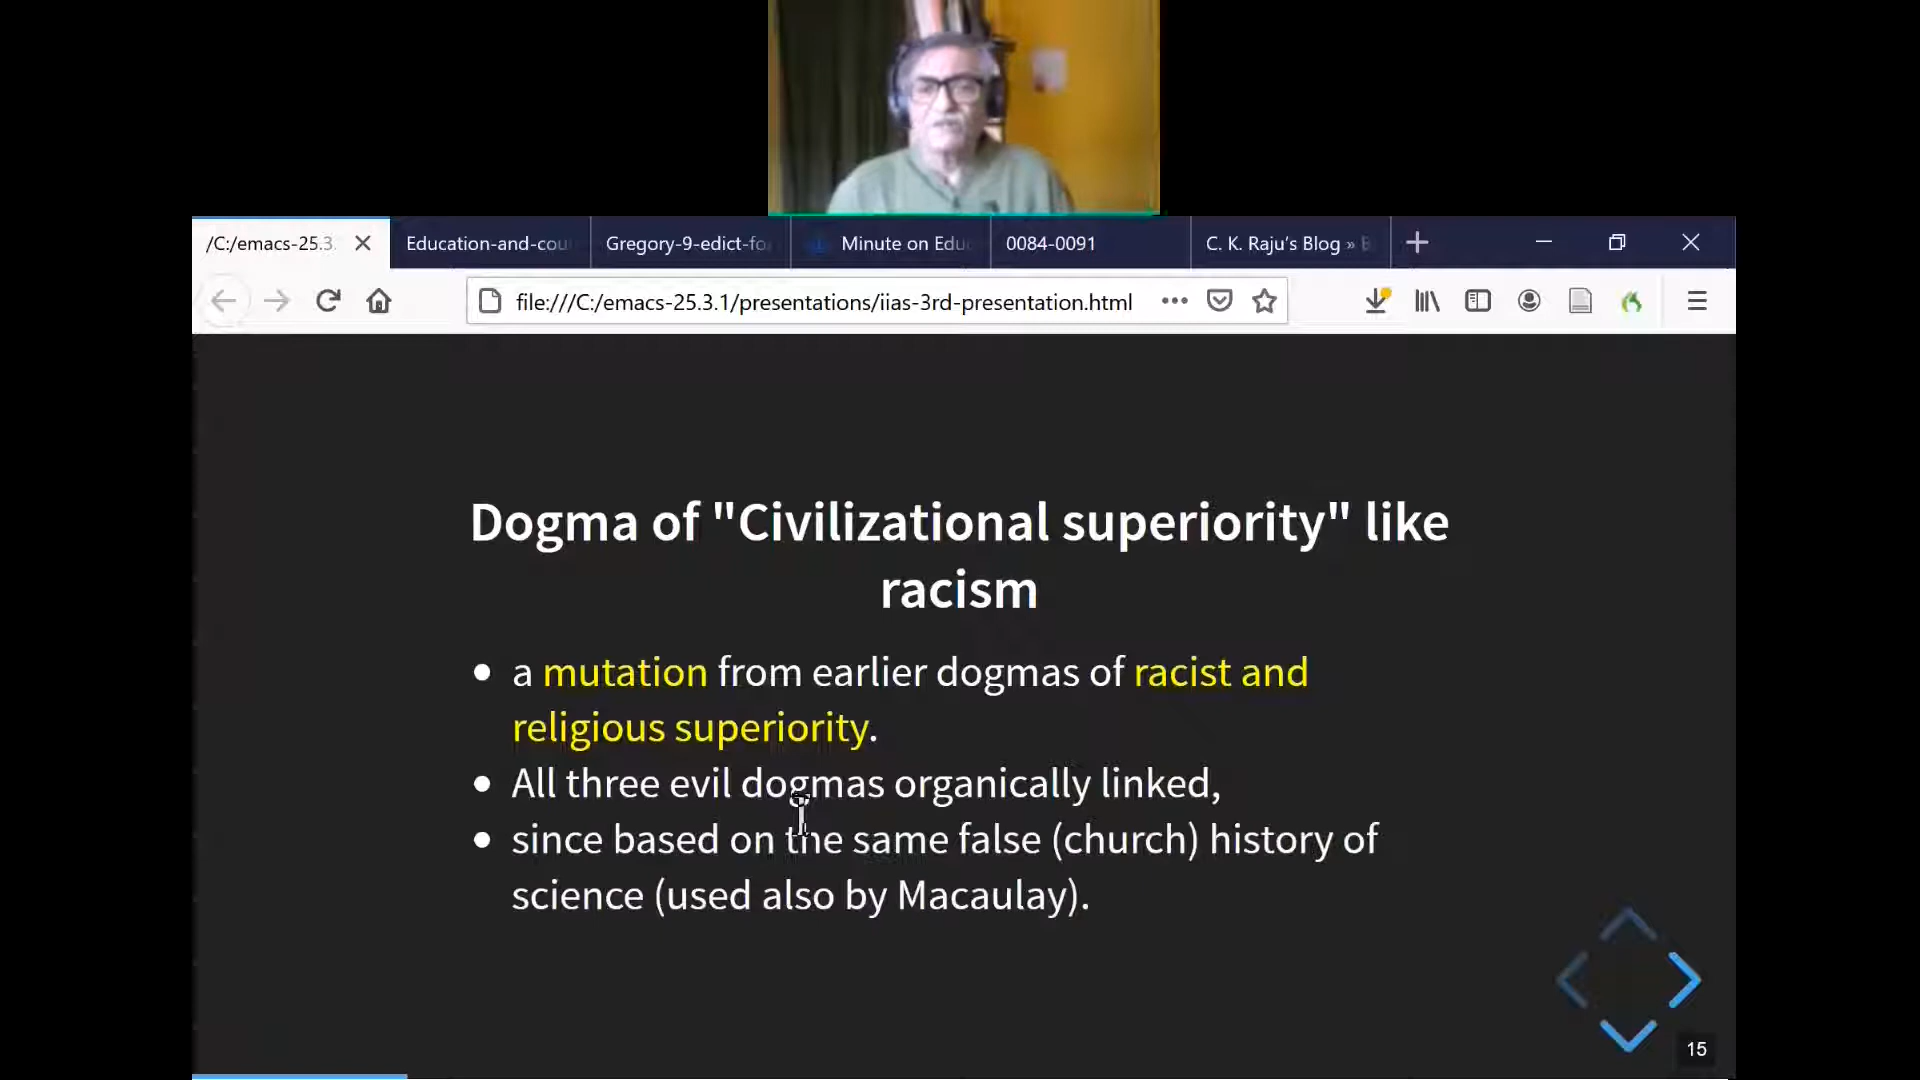 /C:/emacs-25.3.
Education-and-cou
Gregory-9-edict-fo
Minute on Educ
0084-0091
C. K. Raju's Blog »
file:///C:/emacs-25.3.1/presentations/iias-3rd-presentation.html
Dogma of "Civilizational superiority" like
racism
a mutation from earlier dogmas of racist and
religious superiority.
All three evil dogmas organically linked,
since based on the same false (church) history of
science (used also by Macaulay).
15